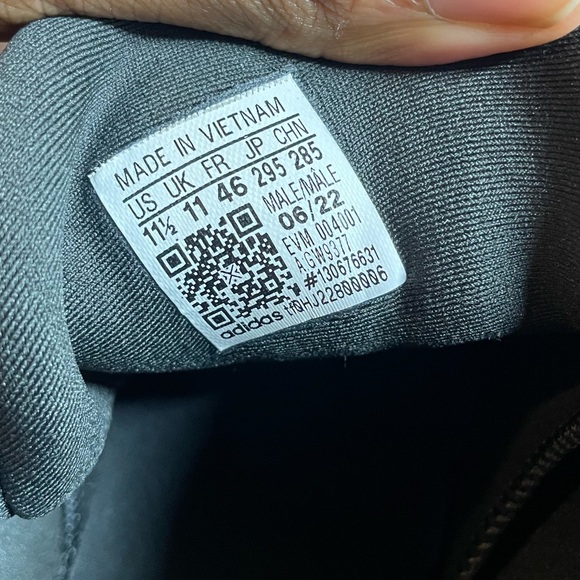 MADE IN VIETNAM
US UK FR JP CHN
11½ 11 46 295 285
MALE/MÂLE
06/22
EVM 004001
A.GW9377
#130676631
adidas